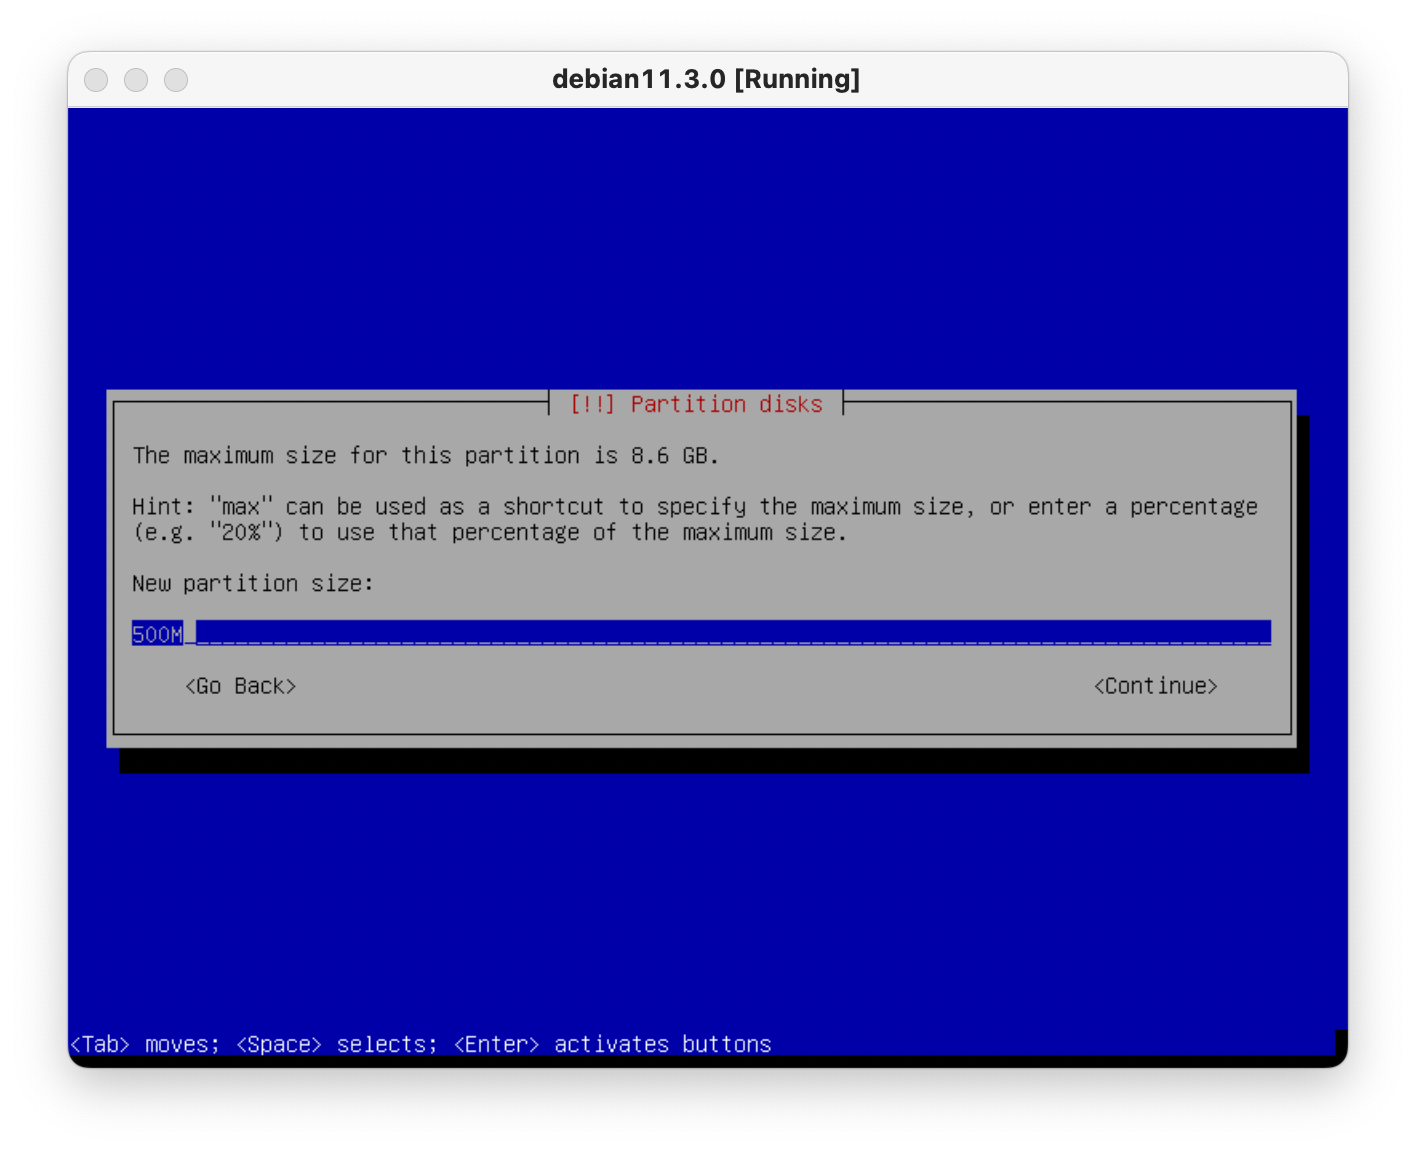 debian11.3.0 [Running]
[!!] Partition disks
The maximum size for this partition is 8.6 GB.
Hint: "max" can be used as a shortcut to specify the maximum size, or enter a percentage
(e.g. "20%") to use that percentage of the maximum size.
New partition size:
500M
<Go Back> <Continue>
<Tab> moves; <Space> selects; <Enter> activates buttons